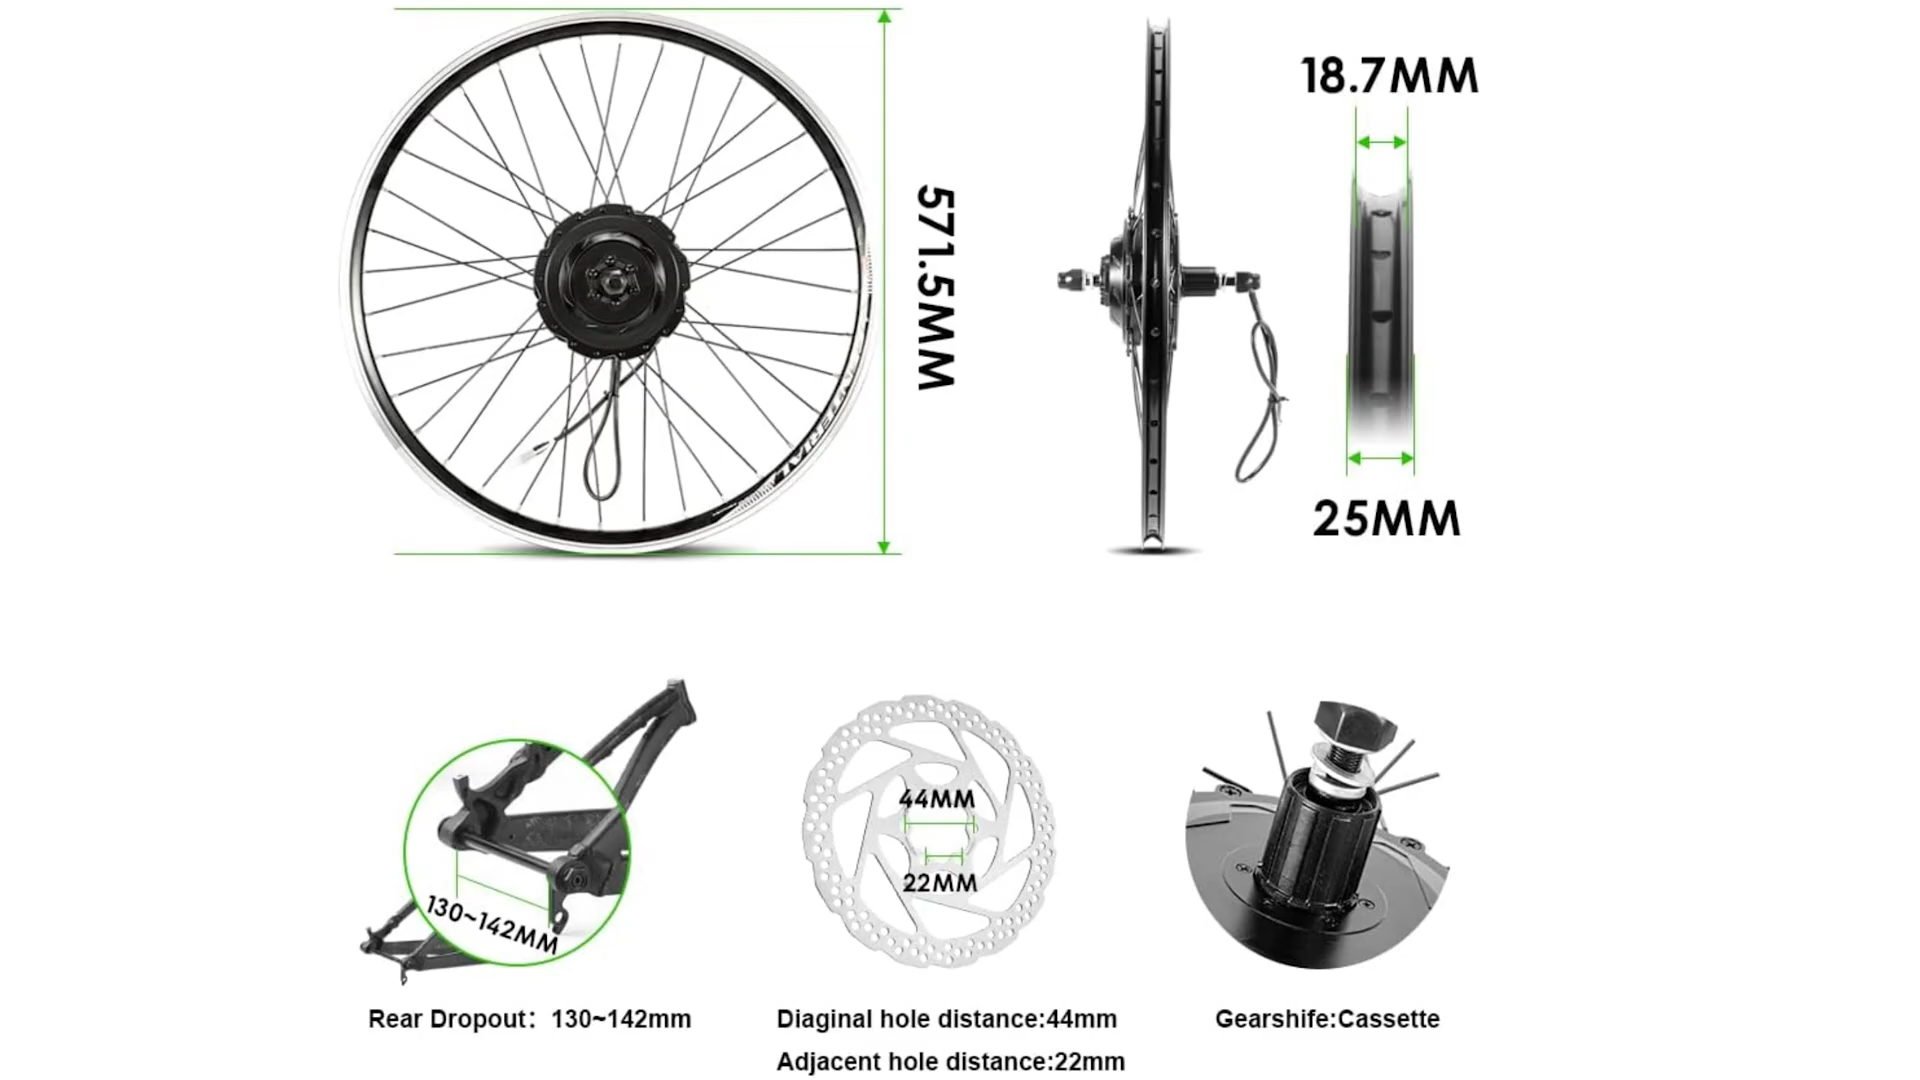 18.7MM
571.5MM
25MM
44MM
22MM
130~142MM
Rear Dropout: 130~142mm
Diaginal hole distance:44mm
Adjacent hole distance:22mm
Gearshife:Cassette